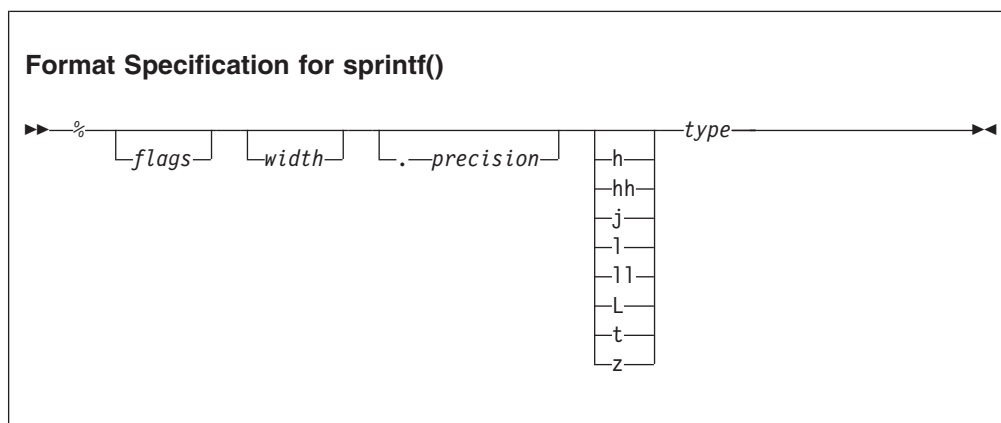 Format Specification for sprintf()
% type
flags width . precision h
hh
j
l
ll
L
t
z